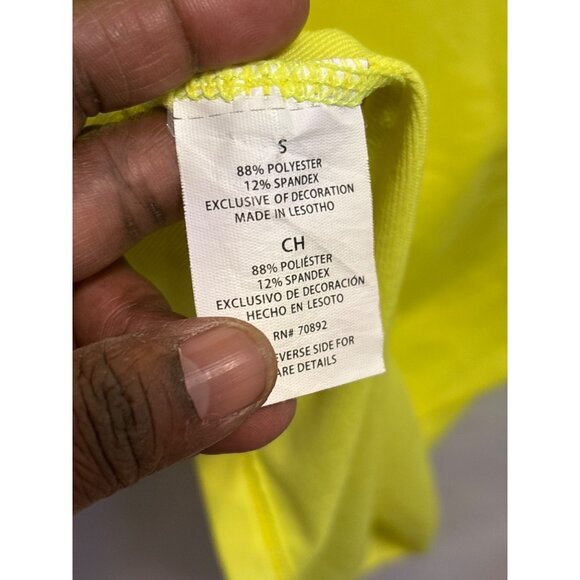 S
88% POLYESTER
12% SPANDEX
EXCLUSIVE OF DECORATION
MADE IN LESOTHO
CH
88% POLIÉSTER
12% SPANDEX
EXCLUSIVO DE DECORACIÓN
HECHO EN LESOTO
RN# 70892
SIDE FOR
DETAILS